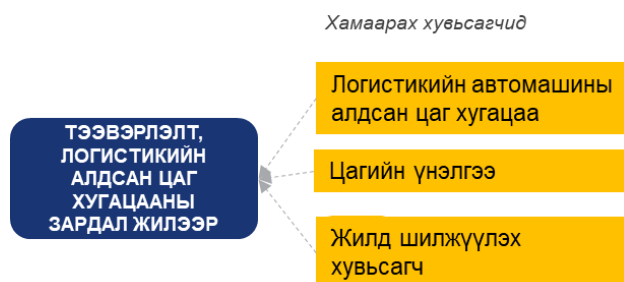 Хамаарах хувьсагчид
ТЭЭВЭРЛЭЛТ,
ЛОГИСТИКИЙН
АЛДСАН ЦАГ
ХУГАЦААНЫ
ЗАРДАЛ ЖИЛЭЭР
Логистикийн автомашины
алдсан цаг хугацаа
Цагийн үнэлгээ
Жилд шилжүүлэх
хувьсагч